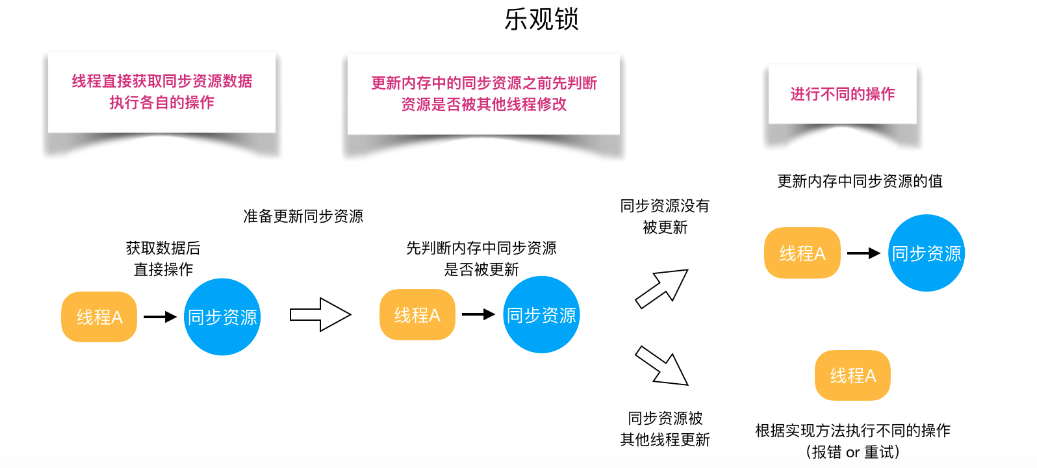 乐观锁
线程直接获取同步资源数据
执行各自的操作
更新内存中的同步资源之前先判断
资源是否被其他线程修改
进行不同的操作
准备更新同步资源
获取数据后
直接操作
线程A
同步资源
先判断内存中同步资源
是否被更新
线程A
同步资源
同步资源没有
被更新
更新内存中同步资源的值
线程A
同步资源
同步资源被
其他线程更新
线程A
根据实现方法执行不同的操作
（报错 or 重试）